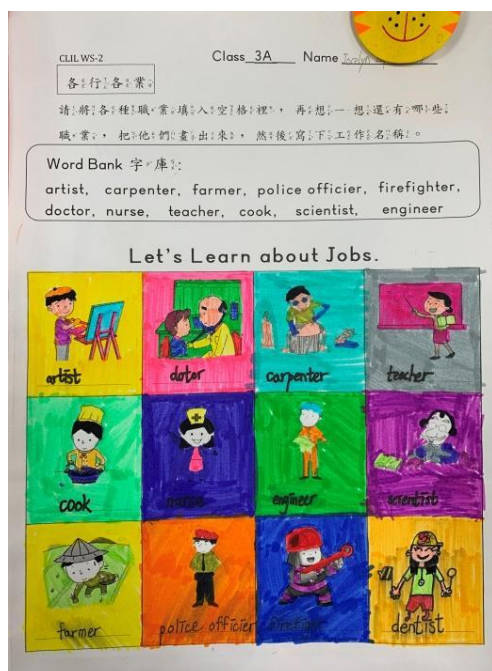 CLIL WS-2 Class 3A Name
各行各業
請將各種職業填入空格裡，再想一想還有哪些
職業，把他們畫出來，然後寫下工作名稱。
Word Bank 字庫:
artist, carpenter, farmer, police officier, firefighter,
doctor, nurse, teacher, cook, scientist, engineer
Let's Learn about Jobs.
artist dotor carpenter teacher
cook nurse engineer scientist
farmer police officier firefight dentist